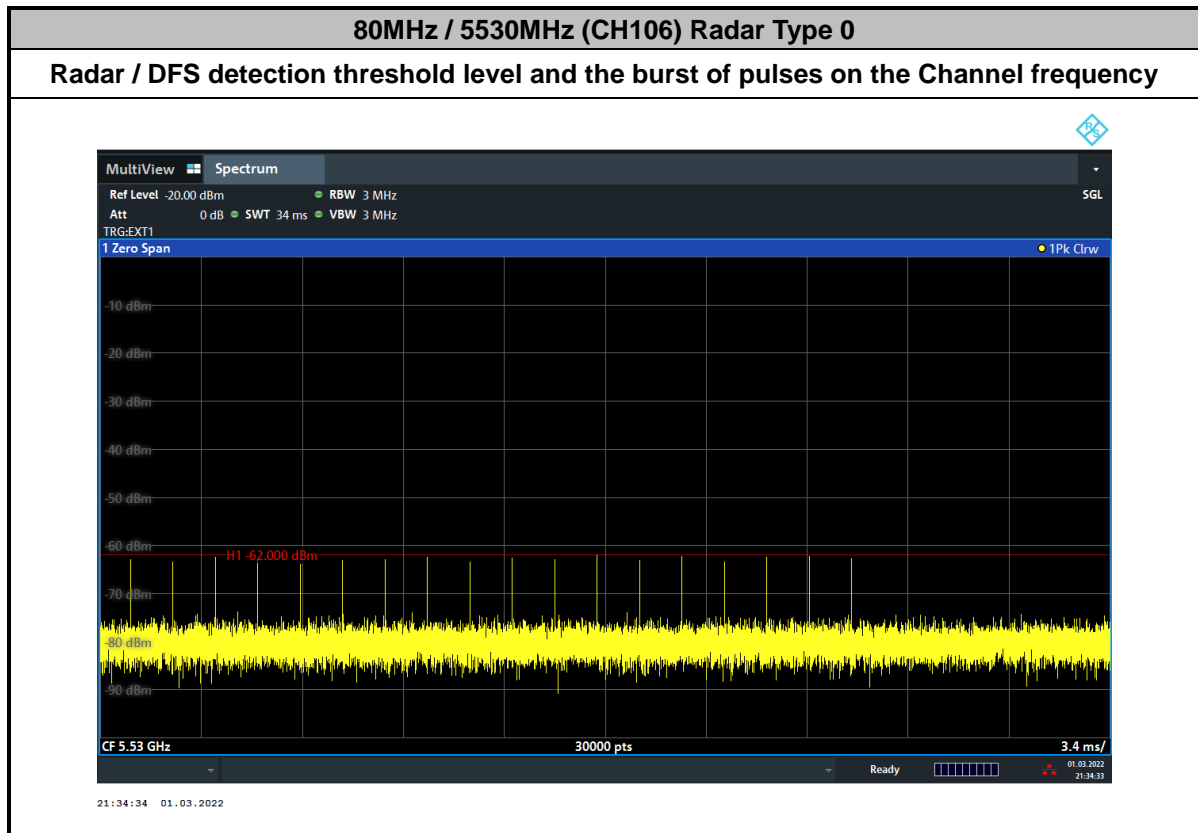 80MHz / 5530MHz (CH106) Radar Type 0
Radar / DFS detection threshold level and the burst of pulses on the Channel frequency
R&S
MultiView Spectrum
Ref Level -20.00 dBm RBW 3 MHz SGL
Att 0 dB SWT 34 ms VBW 3 MHz
TRG:EXT1
1 Zero Span 1Pk Clrw
-10 dBm
-20 dBm
-30 dBm
-40 dBm
-50 dBm
-60 dBm
H1 -62.000 dBm
-70 dBm
-80 dBm
-90 dBm
CF 5.53 GHz 30000 pts 3.4 ms/
Ready 01.03.2022
21:34:33
21:34:34 01.03.2022